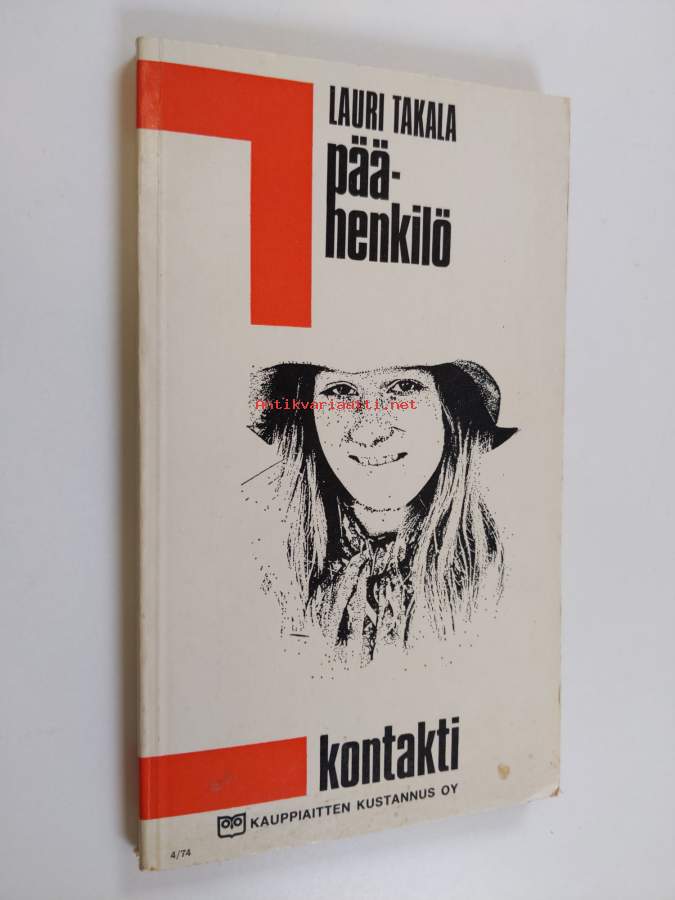 LAURI TAKALA
pää-
henkilö
Antikvariaatti.net
kontakti
KAUPPIAITTEN KUSTANNUS OY
4/74